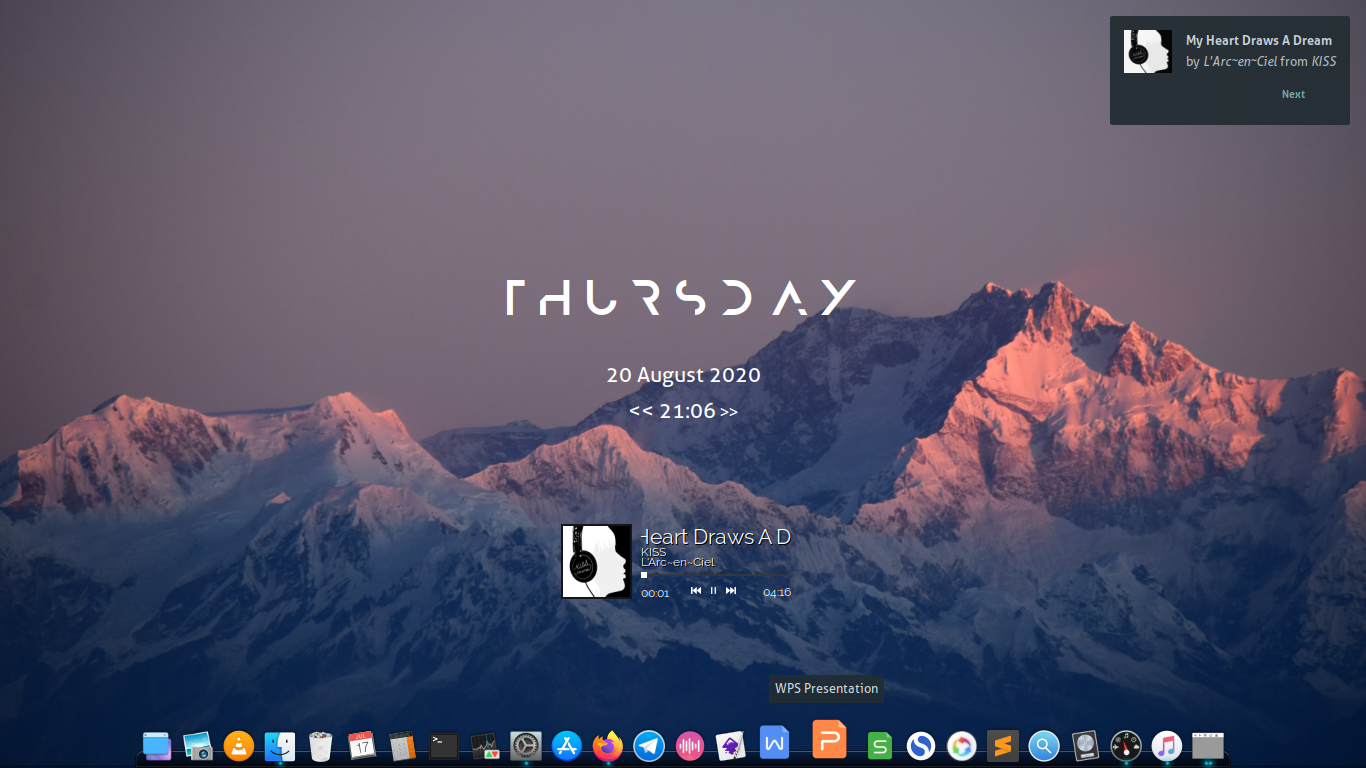 My Heart Draws A Dream
by L'Arc~en~Ciel from KISS
Next
THURSDAY
20 August 2020
<< 21:06 >>
Heart Draws A D
KISS
L'Arc~en~Ciel
00:01
04:16
WPS Presentation
JUL
17
>_
W
P
S